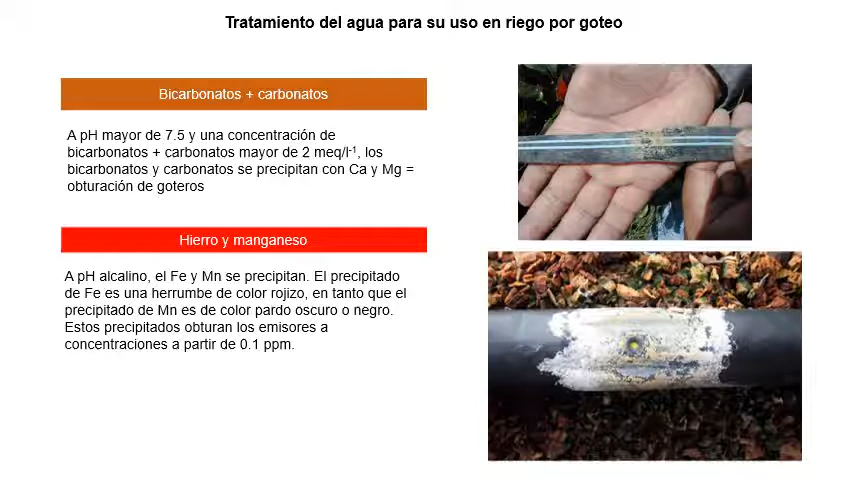 Tratamiento del agua para su uso en riego por goteo
Bicarbonatos + carbonatos
A pH mayor de 7.5 y una concentración de
bicarbonatos + carbonatos mayor de 2 meq/l⁻¹, los
bicarbonatos y carbonatos se precipitan con Ca y Mg =
obturación de goteros
Hierro y manganeso
A pH alcalino, el Fe y Mn se precipitan. El precipitado
de Fe es una herrumbe de color rojizo, en tanto que el
precipitado de Mn es de color pardo oscuro o negro.
Estos precipitados obturan los emisores a
concentraciones a partir de 0.1 ppm.